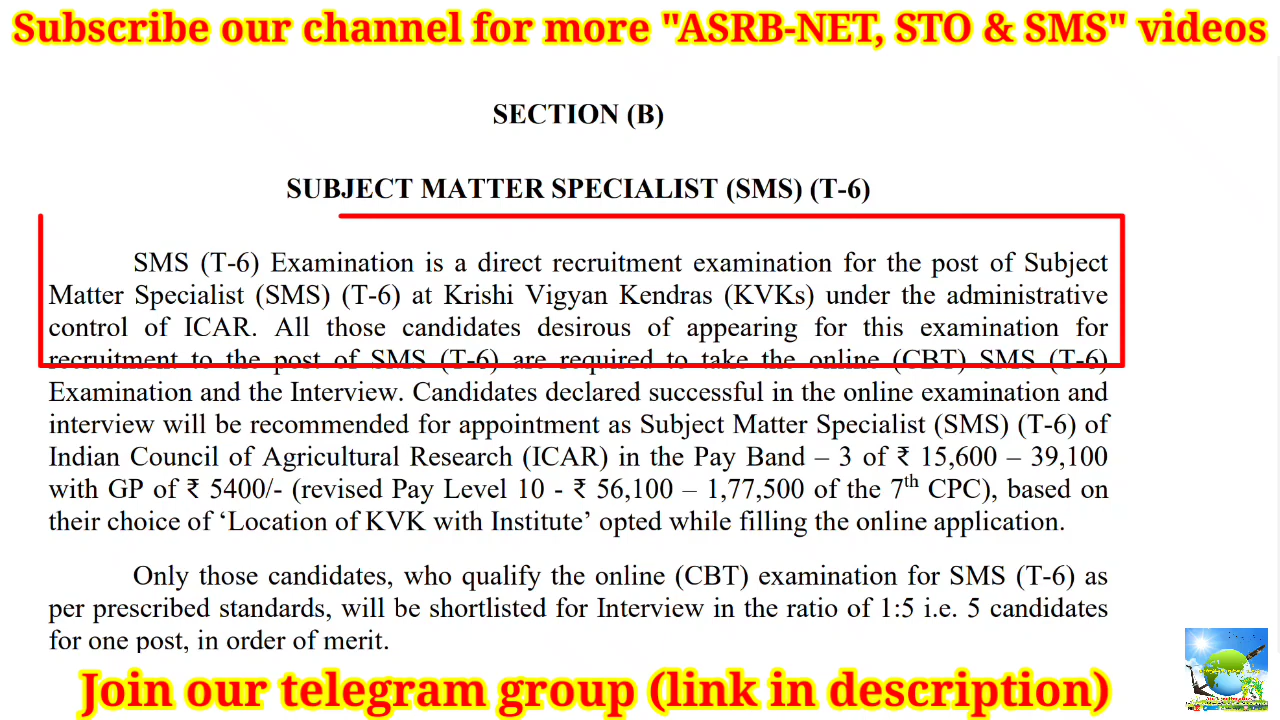 Subscribe our channel for more "ASRB-NET, STO & SMS" videos
SECTION (B)
SUBJECT MATTER SPECIALIST (SMS) (T-6)
SMS (T-6) Examination is a direct recruitment examination for the post of Subject
Matter Specialist (SMS) (T-6) at Krishi Vigyan Kendras (KVKs) under the administrative
control of ICAR. All those candidates desirous of appearing for this examination for
recruitment to the post of SMS (T-6) are required to take the online (CBT) SMS (T-6)
Examination and the Interview. Candidates declared successful in the online examination and
interview will be recommended for appointment as Subject Matter Specialist (SMS) (T-6) of
Indian Council of Agricultural Research (ICAR) in the Pay Band – 3 of ₹ 15,600 – 39,100
with GP of ₹ 5400/- (revised Pay Level 10 - ₹ 56,100 – 1,77,500 of the 7th CPC), based on
their choice of ‘Location of KVK with Institute’ opted while filling the online application.
Only those candidates, who qualify the online (CBT) examination for SMS (T-6) as
per prescribed standards, will be shortlisted for Interview in the ratio of 1:5 i.e. 5 candidates
for one post, in order of merit.
Join our telegram group (link in description)